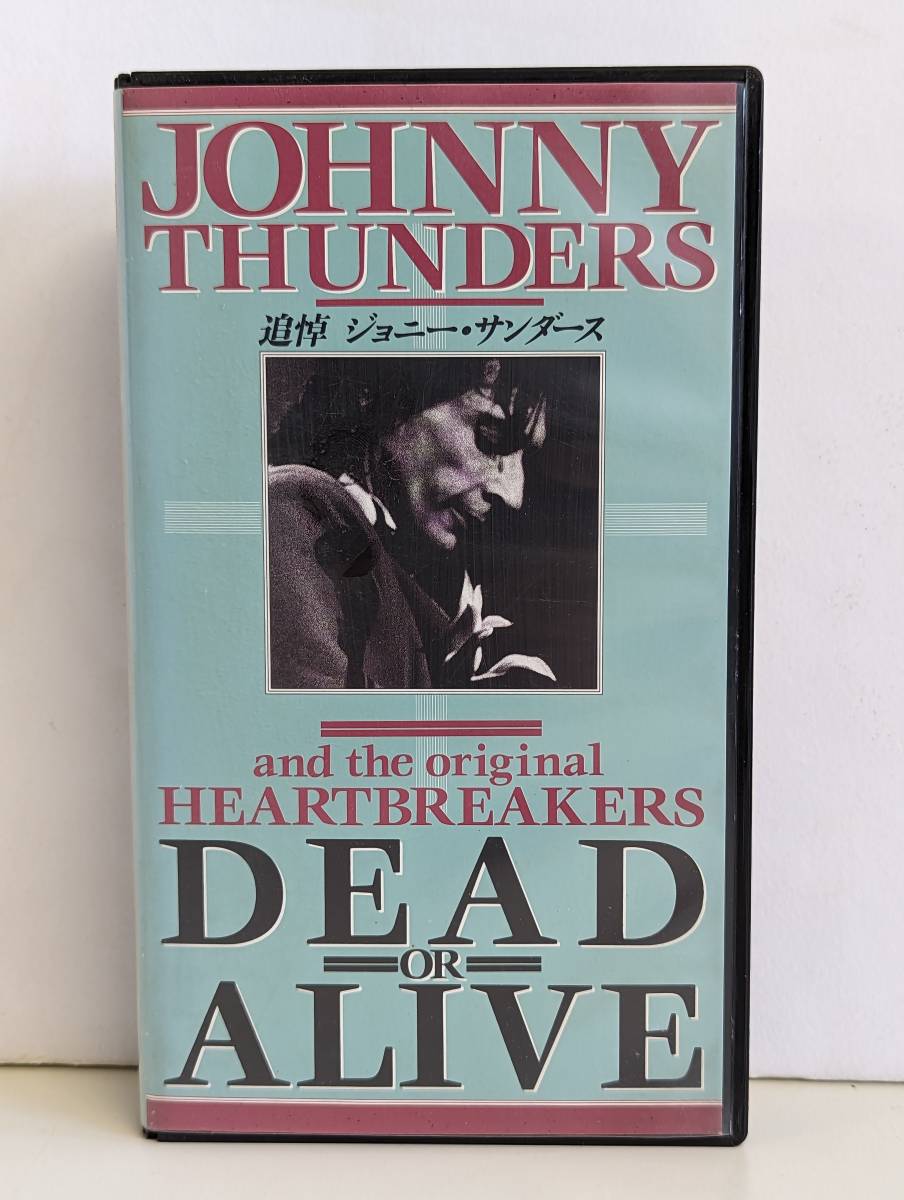 JOHNNY
THUNDERS
追悼 ジョニー・サンダース
and the original
HEARTBREAKERS
DEAD
OR
ALIVE